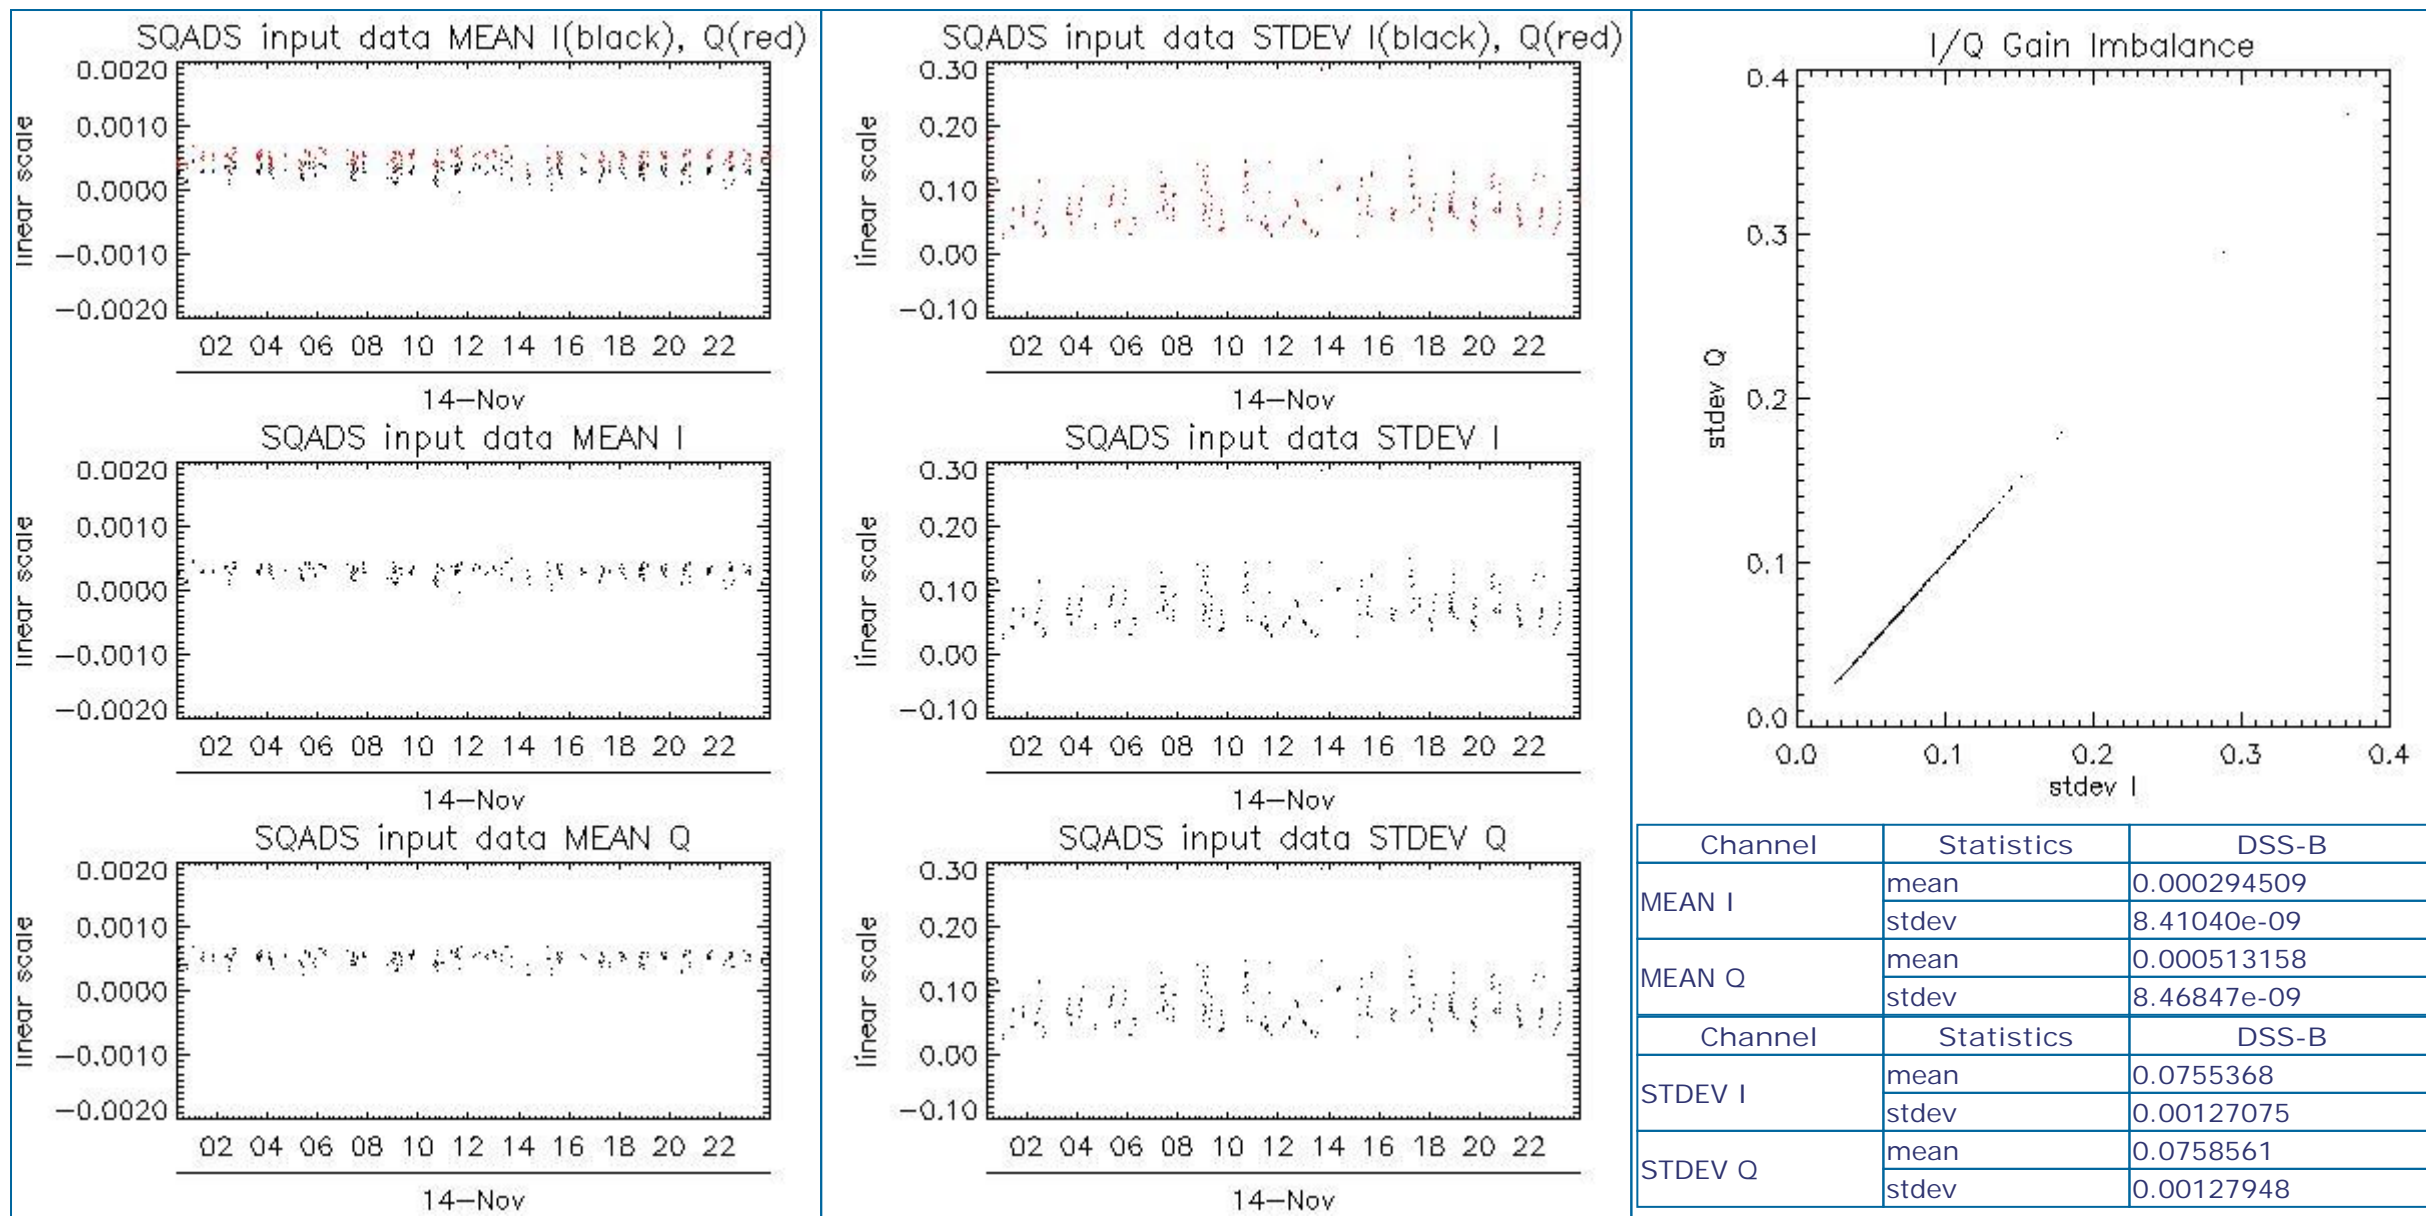 SQADS input data MEAN I(black), Q(red)
linear scale
0.0020
0.0010
0.0000
-0.0010
-0.0020
02 04 06 08 10 12 14 16 18 20 22
14-Nov
SQADS input data MEAN I
linear scale
0.0020
0.0010
0.0000
-0.0010
-0.0020
02 04 06 08 10 12 14 16 18 20 22
14-Nov
SQADS input data MEAN Q
linear scale
0.0020
0.0010
0.0000
-0.0010
-0.0020
02 04 06 08 10 12 14 16 18 20 22
14-Nov
SQADS input data STDEV I(black), Q(red)
linear scale
0.30
0.20
0.10
0.00
-0.10
02 04 06 08 10 12 14 16 18 20 22
14-Nov
SQADS input data STDEV I
linear scale
0.30
0.20
0.10
0.00
-0.10
02 04 06 08 10 12 14 16 18 20 22
14-Nov
SQADS input data STDEV Q
linear scale
0.30
0.20
0.10
0.00
-0.10
02 04 06 08 10 12 14 16 18 20 22
14-Nov
I/Q Gain Imbalance
stdev Q
0.4
0.3
0.2
0.1
0.0
0.0 0.1 0.2 0.3 0.4
stdev I
Channel Statistics DSS-B
MEAN I mean 0.000294509
stdev 8.41040e-09
MEAN Q mean 0.000513158
stdev 8.46847e-09
Channel Statistics DSS-B
STDEV I mean 0.0755368
stdev 0.00127075
STDEV Q mean 0.0758561
stdev 0.00127948